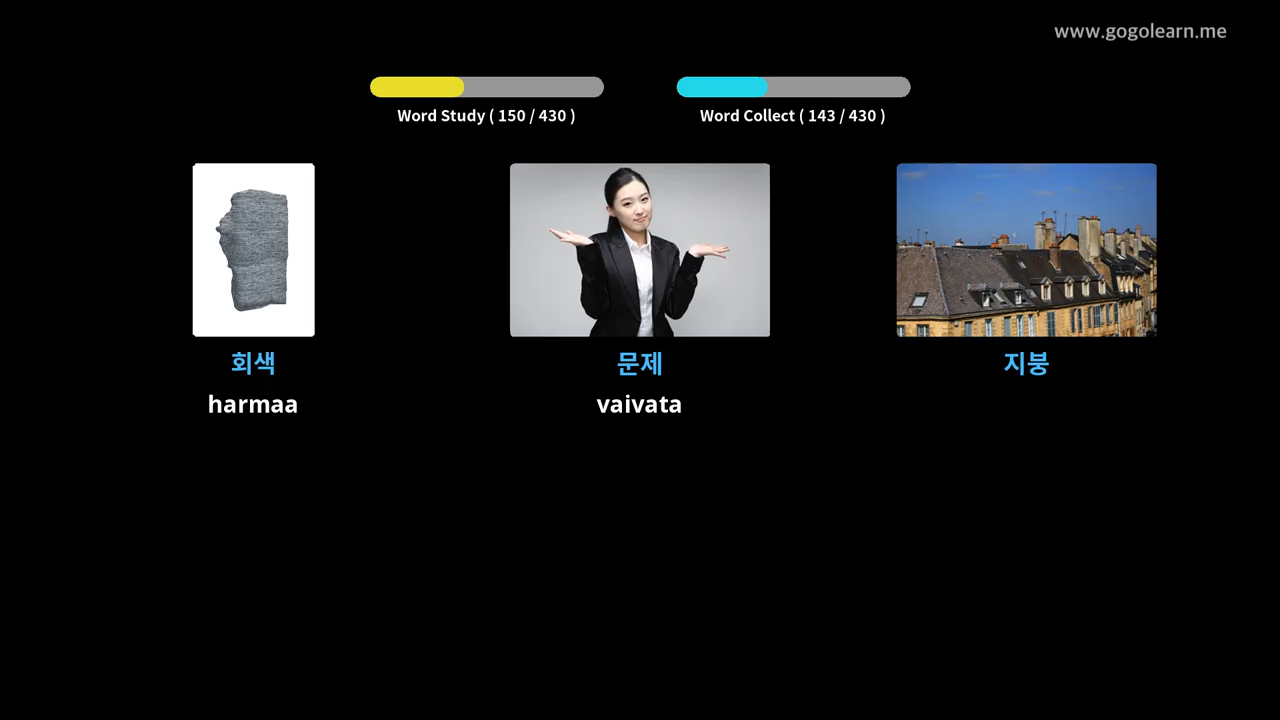 www.gogolearn.me
Word Study ( 150 / 430 )
Word Collect ( 143 / 430 )
회색
문제
지붕
harmaa
vaivata